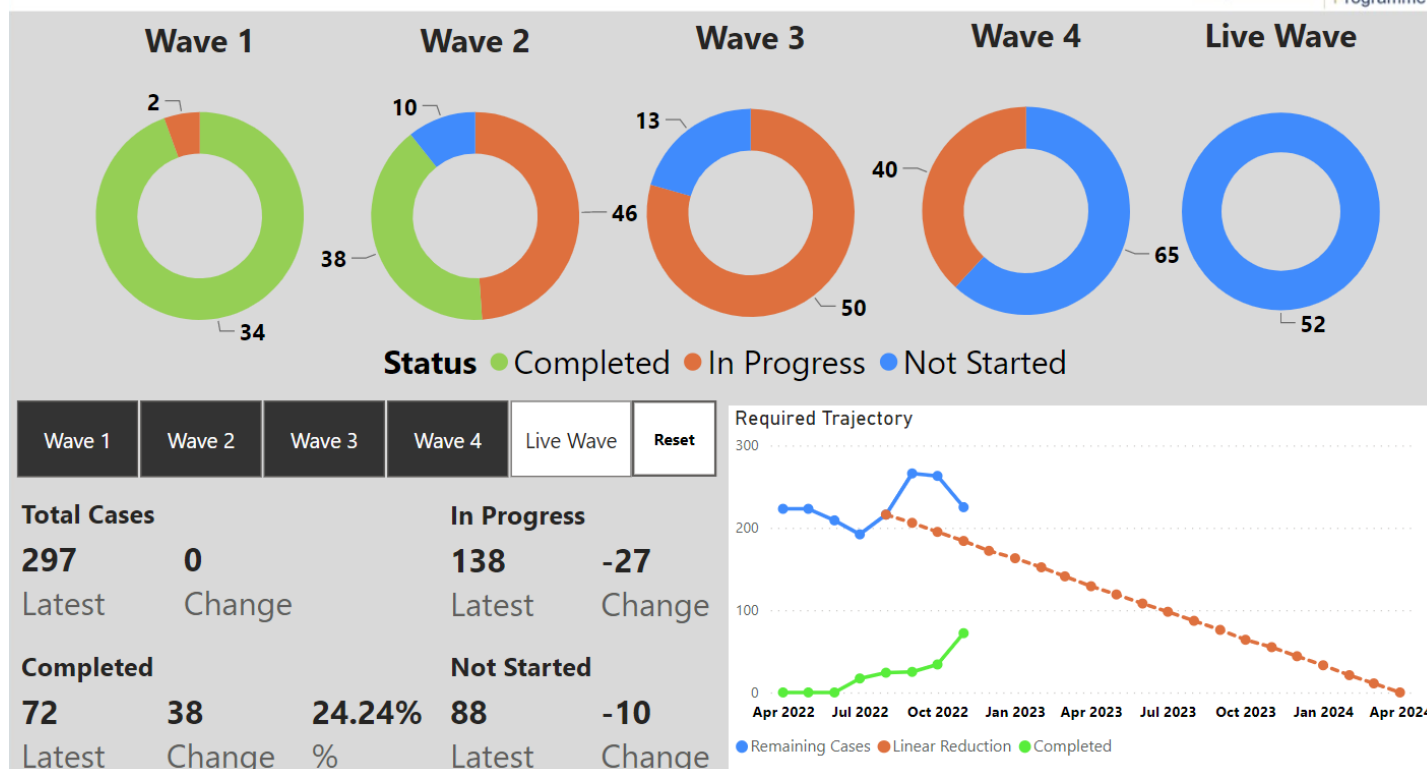 Wave 1 Wave 2 Wave 3 Wave 4 Live Wave
2 34
10 46 38
13 50
40 65
52
Status Completed In Progress Not Started
Wave 1 Wave 2 Wave 3 Wave 4 Live Wave Reset
Total Cases
297 0
Latest Change
In Progress
138 -27
Latest Change
Completed
72 38 24.24%
Latest Change %
Not Started
88 -10
Latest Change
Required Trajectory
300
200
100
0
Apr 2022 Jul 2022 Oct 2022 Jan 2023 Apr 2023 Jul 2023 Oct 2023 Jan 2024 Apr 2024
Remaining Cases Linear Reduction Completed